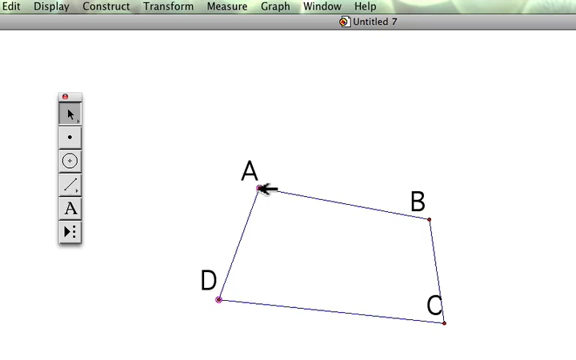 Edit Display Construct Transform Measure Graph Window Help
Untitled 7
A
B
A
D
C